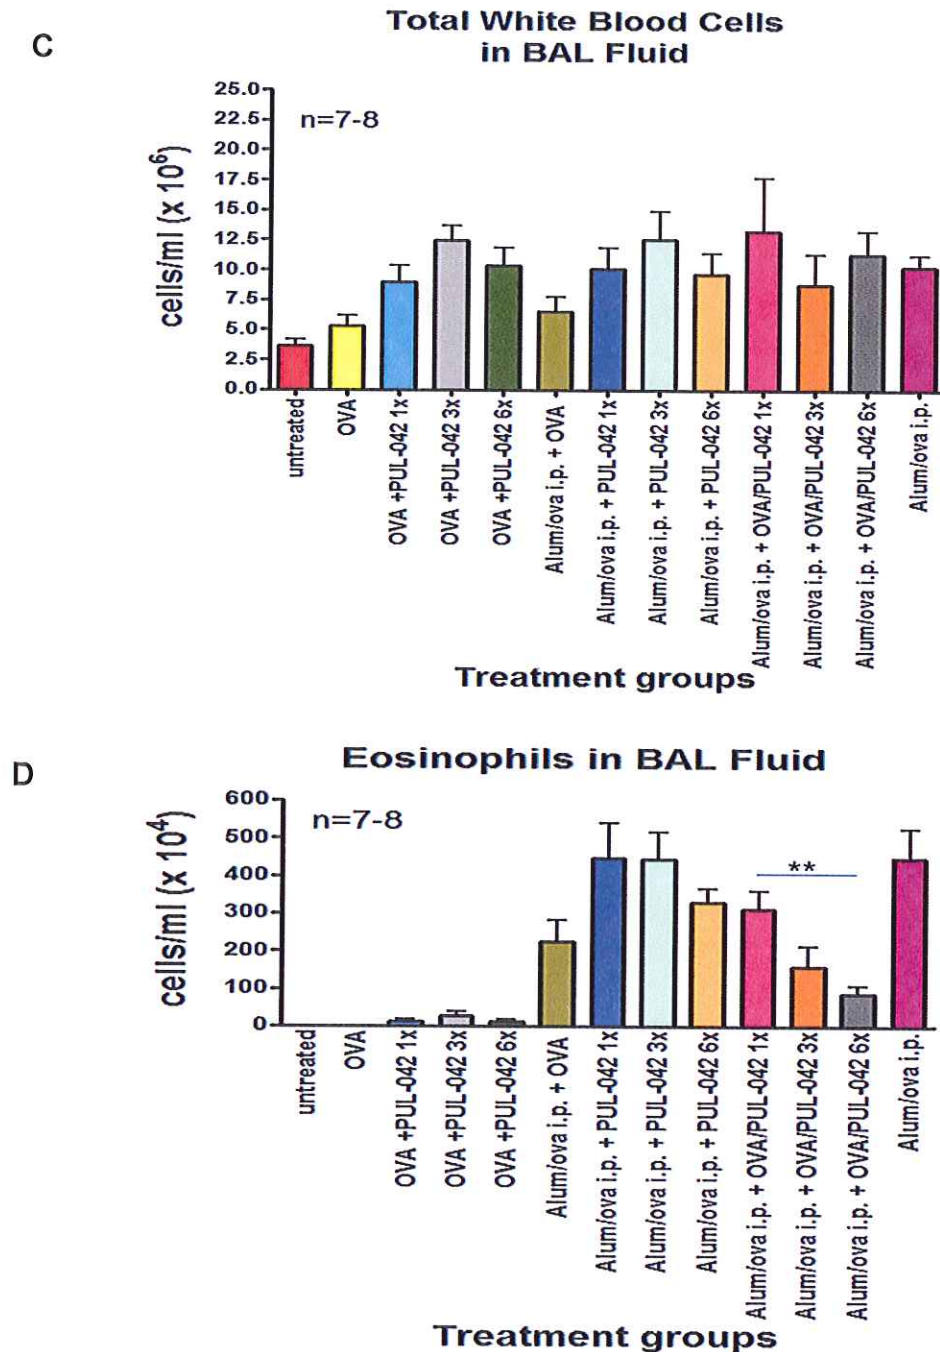 C
Total White Blood Cells
in BAL Fluid
cells/ml (x 10⁶)
25.0
22.5
20.0
17.5
15.0
12.5
10.0
7.5
5.0
2.5
0.0
n=7-8
untreated
OVA
OVA +PUL-042 1x
OVA +PUL-042 3x
OVA +PUL-042 6x
Alum/ova i.p. + OVA
Alum/ova i.p. + PUL-042 1x
Alum/ova i.p. + PUL-042 3x
Alum/ova i.p. + PUL-042 6x
Alum/ova i.p. + OVA/PUL-042 1x
Alum/ova i.p. + OVA/PUL-042 3x
Alum/ova i.p. + OVA/PUL-042 6x
Alum/ova i.p.
Treatment groups
D
Eosinophils in BAL Fluid
cells/ml (x 10⁴)
600
500
400
300
200
100
0
n=7-8
**
untreated
OVA
OVA +PUL-042 1x
OVA +PUL-042 3x
OVA +PUL-042 6x
Alum/ova i.p. + OVA
Alum/ova i.p. + PUL-042 1x
Alum/ova i.p. + PUL-042 3x
Alum/ova i.p. + PUL-042 6x
Alum/ova i.p. + OVA/PUL-042 1x
Alum/ova i.p. + OVA/PUL-042 3x
Alum/ova i.p. + OVA/PUL-042 6x
Alum/ova i.p.
Treatment groups